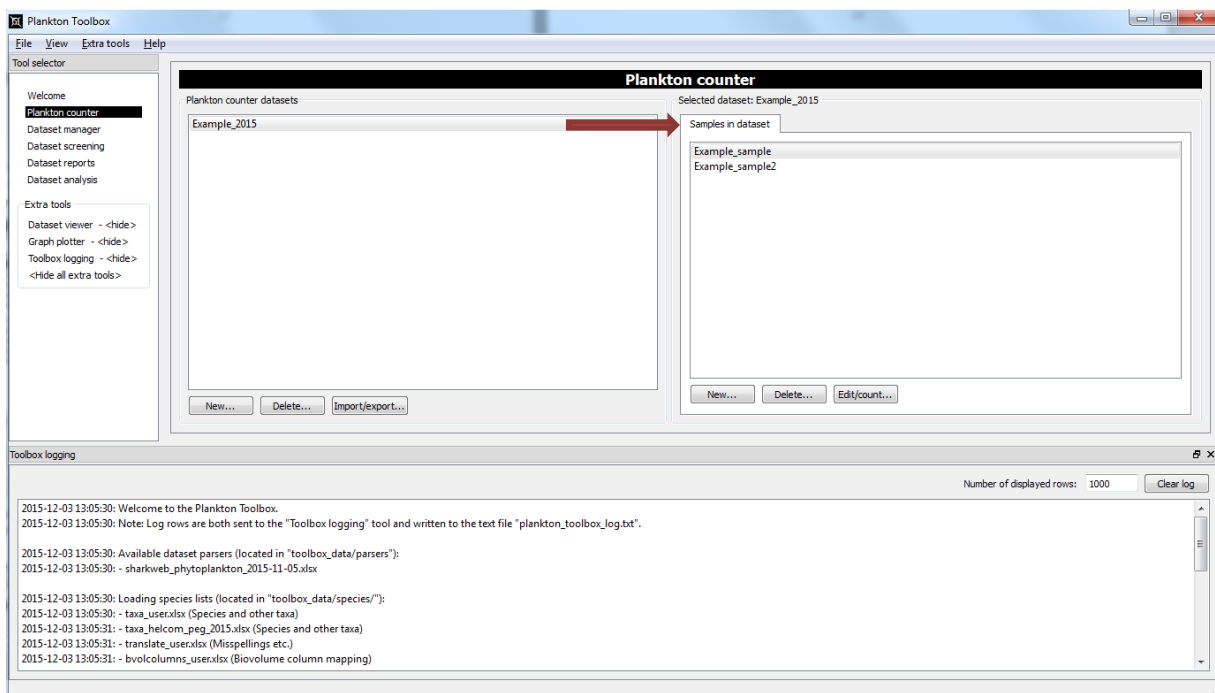 Plankton Toolbox
File View Extra tools Help
Tool selector
Welcome
Plankton counter
Dataset manager
Dataset screening
Dataset reports
Dataset analysis
Extra tools
Dataset viewer - <hide>
Graph plotter - <hide>
Toolbox logging - <hide>
<Hide all extra tools>
Plankton counter
Plankton counter datasets
Example_2015
New...
Delete...
Import/export...
Selected dataset: Example_2015
Samples in dataset
Example_sample
Example_sample2
New...
Delete...
Edit/count...
Toolbox logging
Number of displayed rows: 1000 Clear log
2015-12-03 13:05:30: Welcome to the Plankton Toolbox.
2015-12-03 13:05:30: Note: Log rows are both sent to the "Toolbox logging" tool and written to the text file "plankton_toolbox_log.txt".
2015-12-03 13:05:30: Available dataset parsers (located in "toolbox_data/parsers"):
2015-12-03 13:05:30: - sharkweb_phytoplankton_2015-11-05.xlsx
2015-12-03 13:05:30: Loading species lists (located in "toolbox_data/species/"):
2015-12-03 13:05:30: - taxa_user.xlsx (Species and other taxa)
2015-12-03 13:05:31: - taxa_helcom_peg_2015.xlsx (Species and other taxa)
2015-12-03 13:05:31: - translate_user.xlsx (Misspellings etc.)
2015-12-03 13:05:31: - bvolcolumns_user.xlsx (Biovolume column mapping)